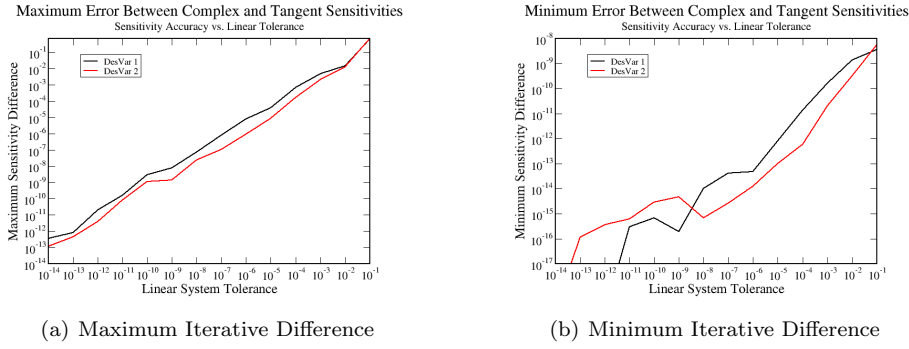 Maximum Error Between Complex and Tangent Sensitivities
Sensitivity Accuracy vs. Linear Tolerance
DesVar 1
DesVar 2
Maximum Sensitivity Difference
10^-1
10^-2
10^-3
10^-4
10^-5
10^-6
10^-7
10^-8
10^-9
10^-10
10^-11
10^-12
10^-13
10^-14
10^-14 10^-13 10^-12 10^-11 10^-10 10^-9 10^-8 10^-7 10^-6 10^-5 10^-4 10^-3 10^-2 10^-1
Linear System Tolerance
(a) Maximum Iterative Difference
Minimum Error Between Complex and Tangent Sensitivities
Sensitivity Accuracy vs. Linear Tolerance
DesVar 1
DesVar 2
Minimum Sensitivity Difference
10^-8
10^-9
10^-10
10^-11
10^-12
10^-13
10^-14
10^-15
10^-16
10^-17
10^-14 10^-13 10^-12 10^-11 10^-10 10^-9 10^-8 10^-7 10^-6 10^-5 10^-4 10^-3 10^-2 10^-1
Linear System Tolerance
(b) Minimum Iterative Difference